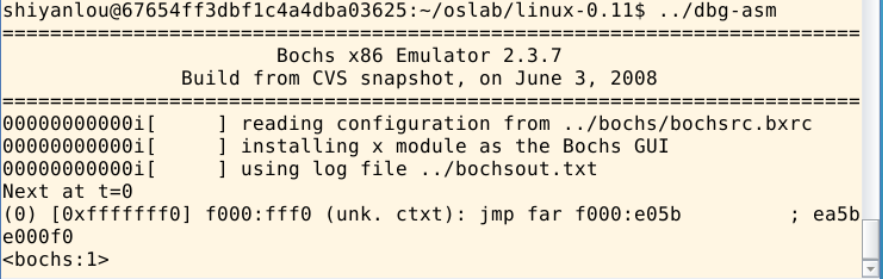 shiyanlou@67654ff3dbf1c4a4dba03625:~/oslab/linux-0.11$ ../dbg-asm
========================================================================
Bochs x86 Emulator 2.3.7
Build from CVS snapshot, on June 3, 2008
========================================================================
00000000000i[     ] reading configuration from ../bochs/bochsrc.bxrc
00000000000i[     ] installing x module as the Bochs GUI
00000000000i[     ] using log file ../bochsout.txt
Next at t=0
(0) [0xfffffff0] f000:fff0 (unk. ctxt): jmp far f000:e05b         ; ea5b
e000f0
<bochs:1>